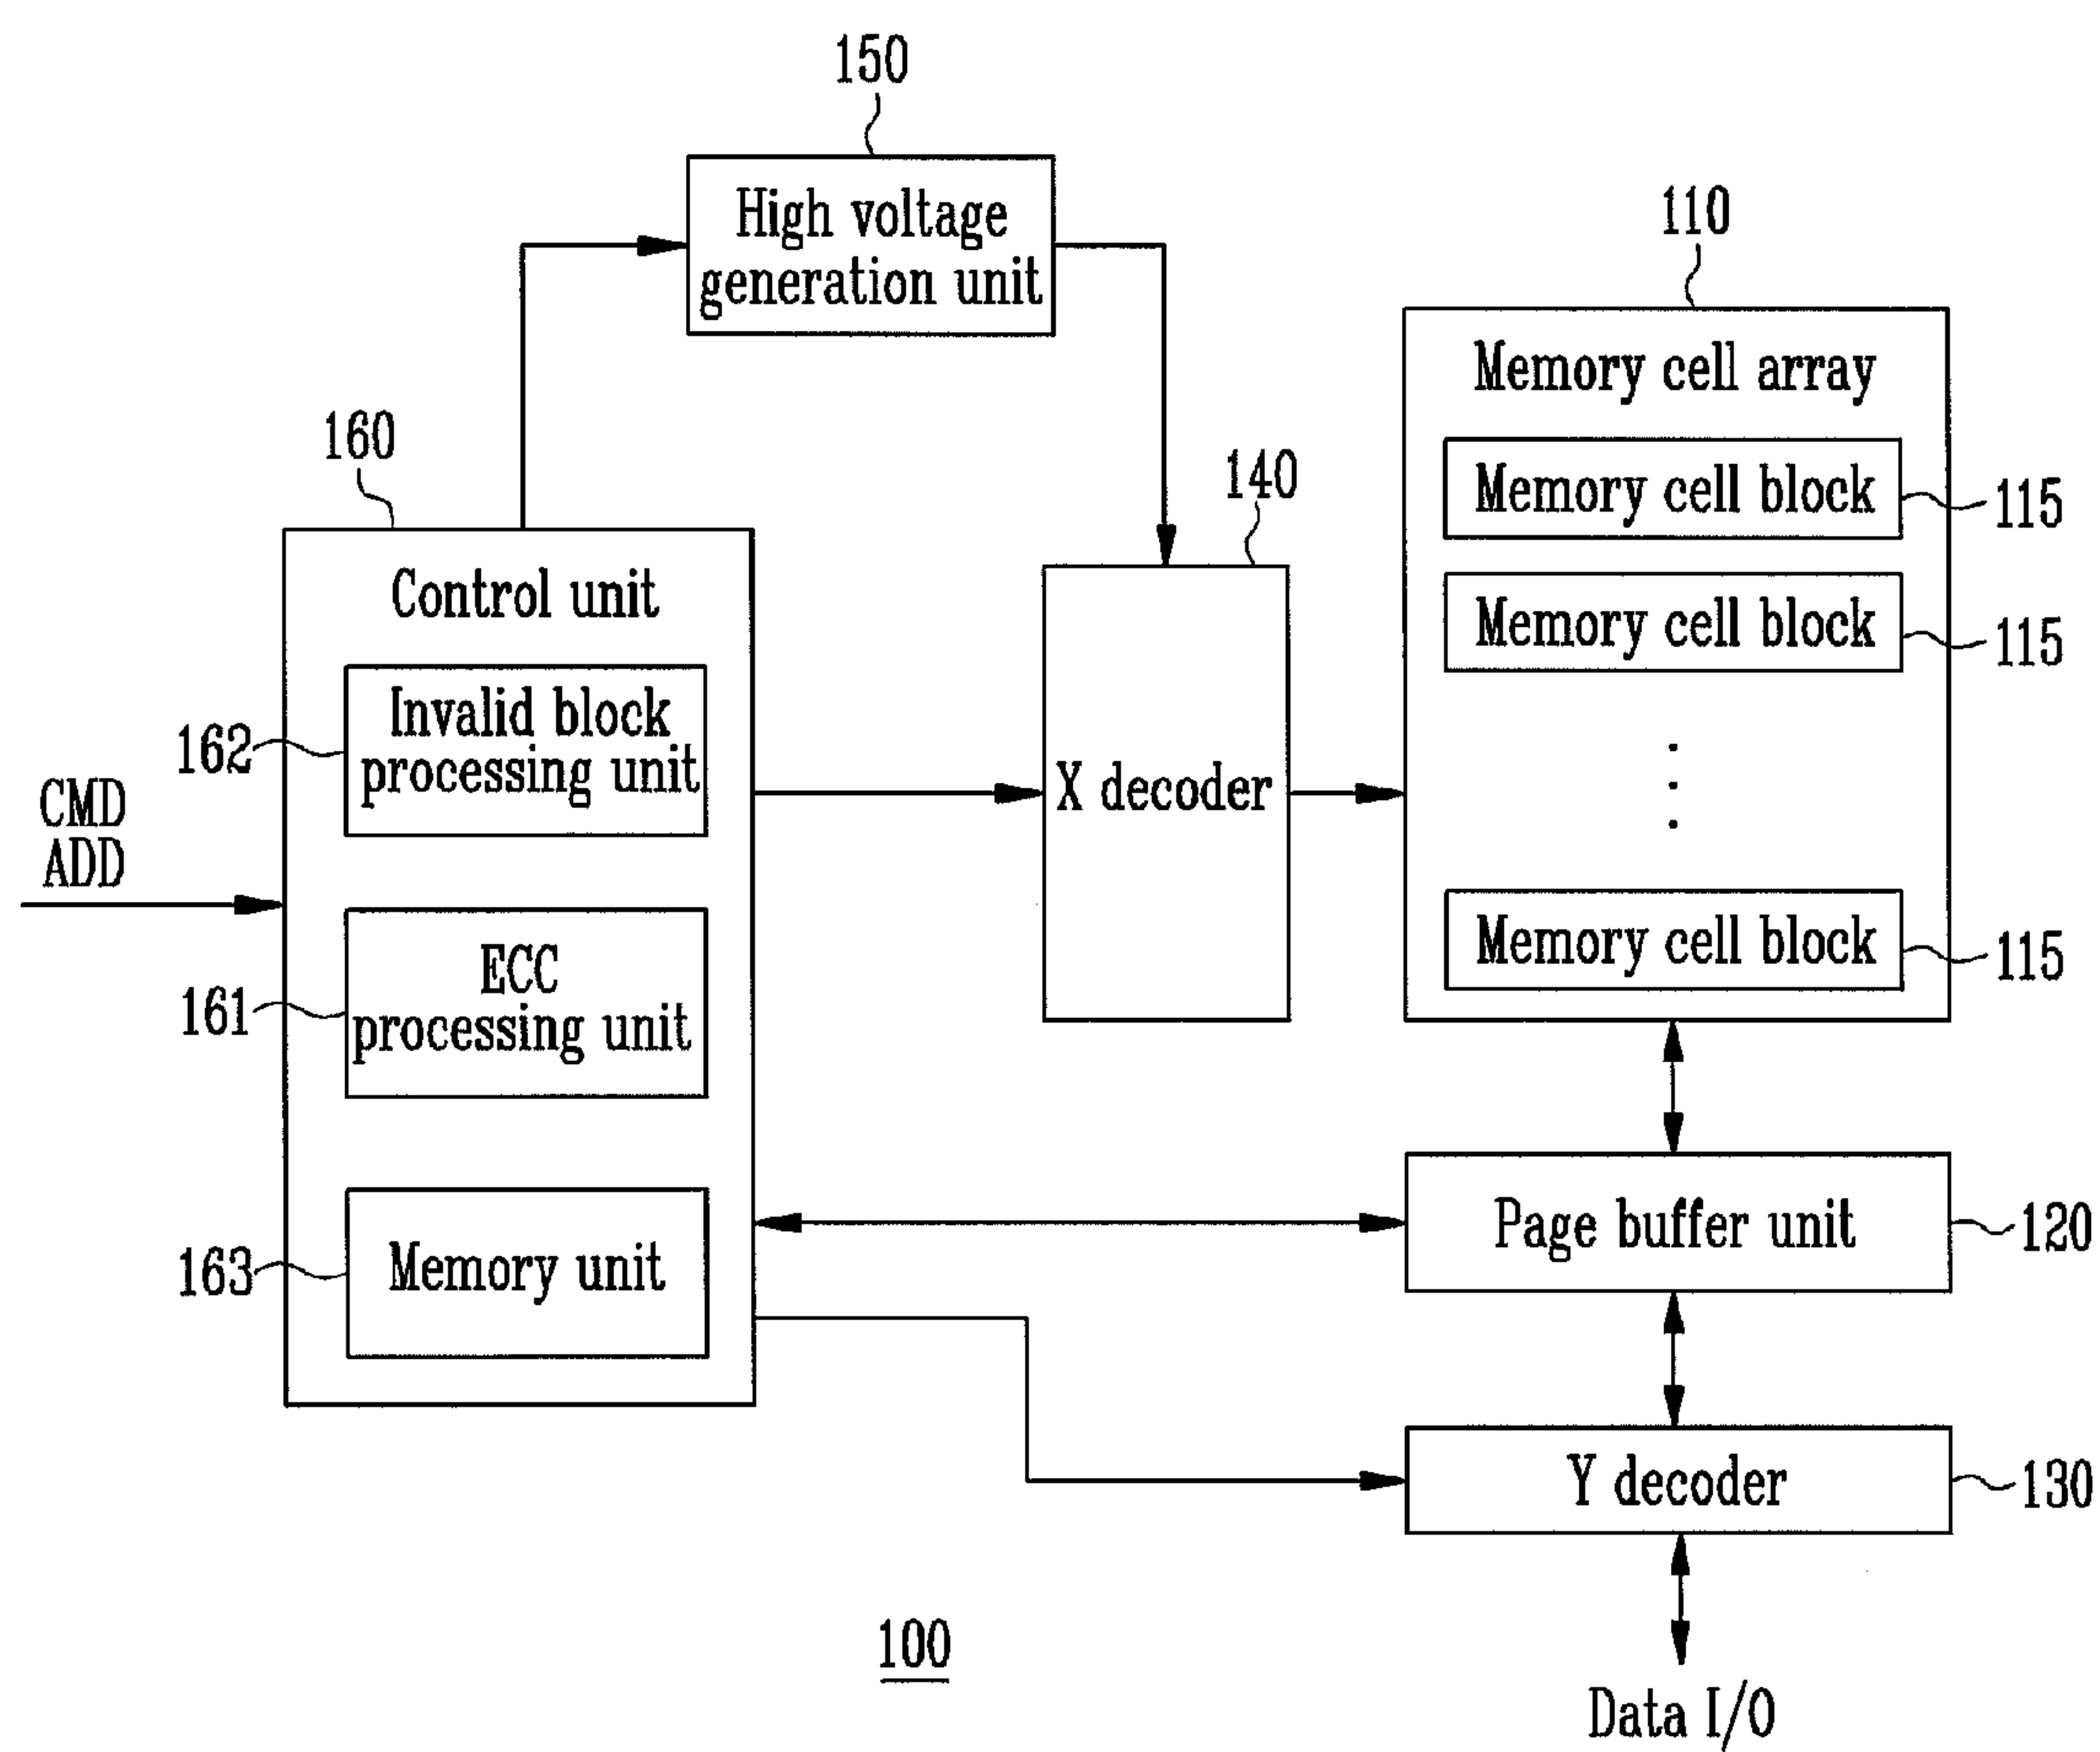 150
High voltage
generation unit
110
Memory cell array
160
140
Memory cell block
115
Control unit
Memory cell block
115
Invalid block
processing unit
162
CMD
ADD
X decoder
ECC
processing unit
161
Memory cell block
115
Page buffer unit
120
Memory unit
163
Y decoder
130
100
Data I/O